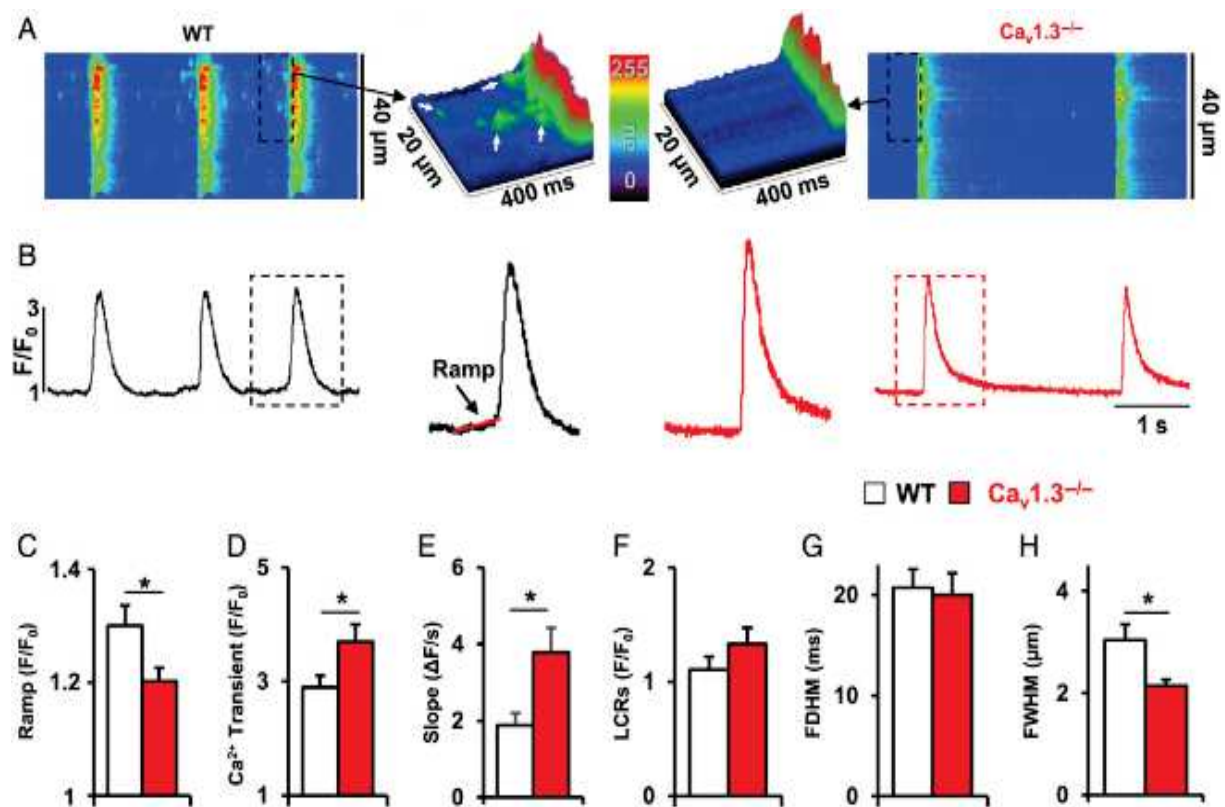 A
WT
Caᵥ1.3⁻/⁻
40 µm
20 µm
400 ms
255
au
0
20 µm
400 ms
40 µm
B
3
F/F₀
1
Ramp
1 s
WT
Caᵥ1.3⁻/⁻
C
Ramp (F/F₀)
1.4
1.2
1
*
D
Ca²⁺ Transient (F/F₀)
5
3
1
*
E
Slope (ΔF/s)
6
4
2
0
*
F
LCRs (F/F₀)
2
1
0
G
FDHM (ms)
20
10
0
H
FWHM (µm)
4
2
0
*